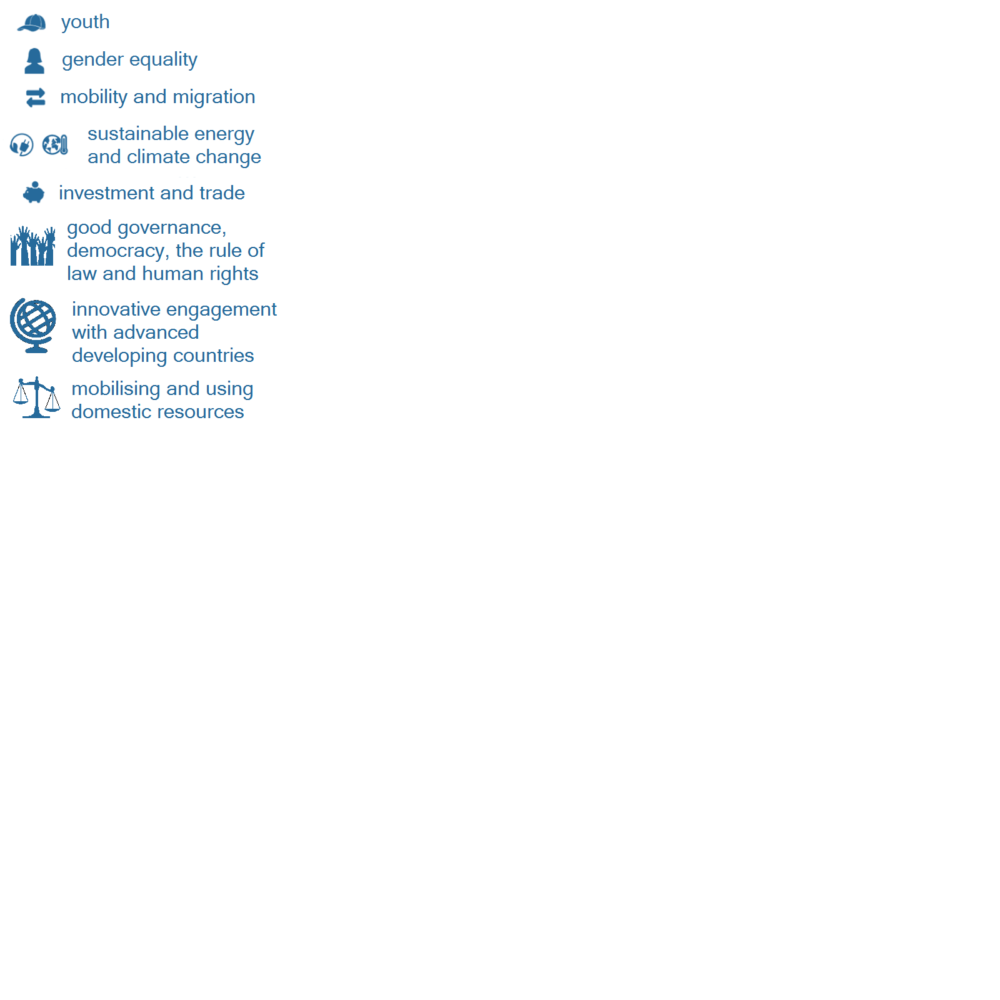 youth
gender equality
mobility and migration
sustainable energy
and climate change
investment and trade
good governance,
democracy, the rule of
law and human rights
innovative engagement
with advanced
developing countries
mobilising and using
domestic resources